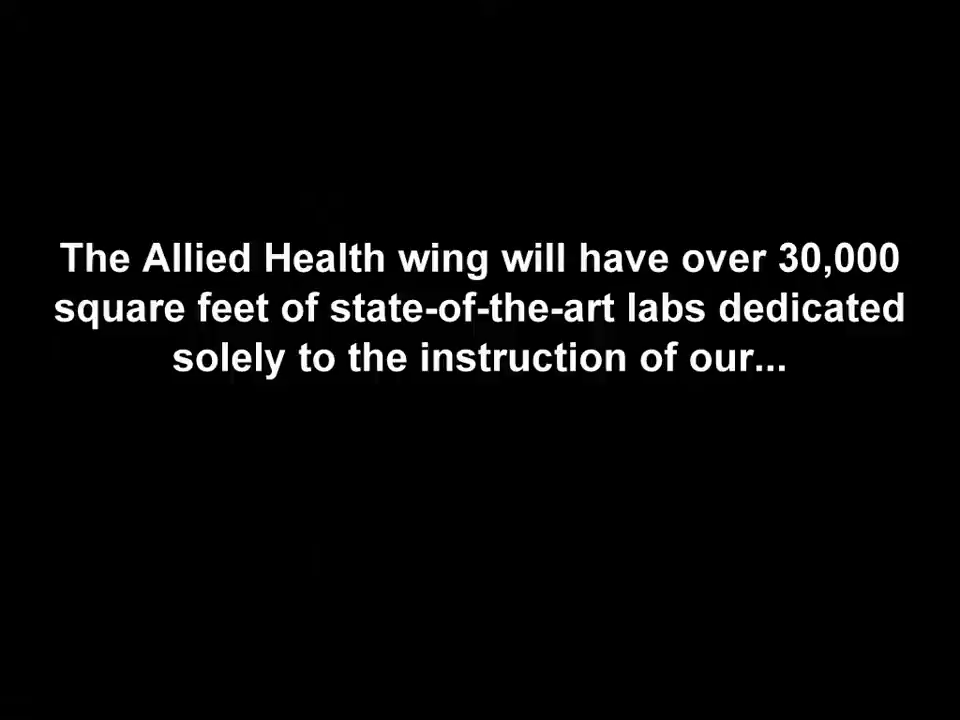 The Allied Health wing will have over 30,000
square feet of state-of-the-art labs dedicated
solely to the instruction of our...